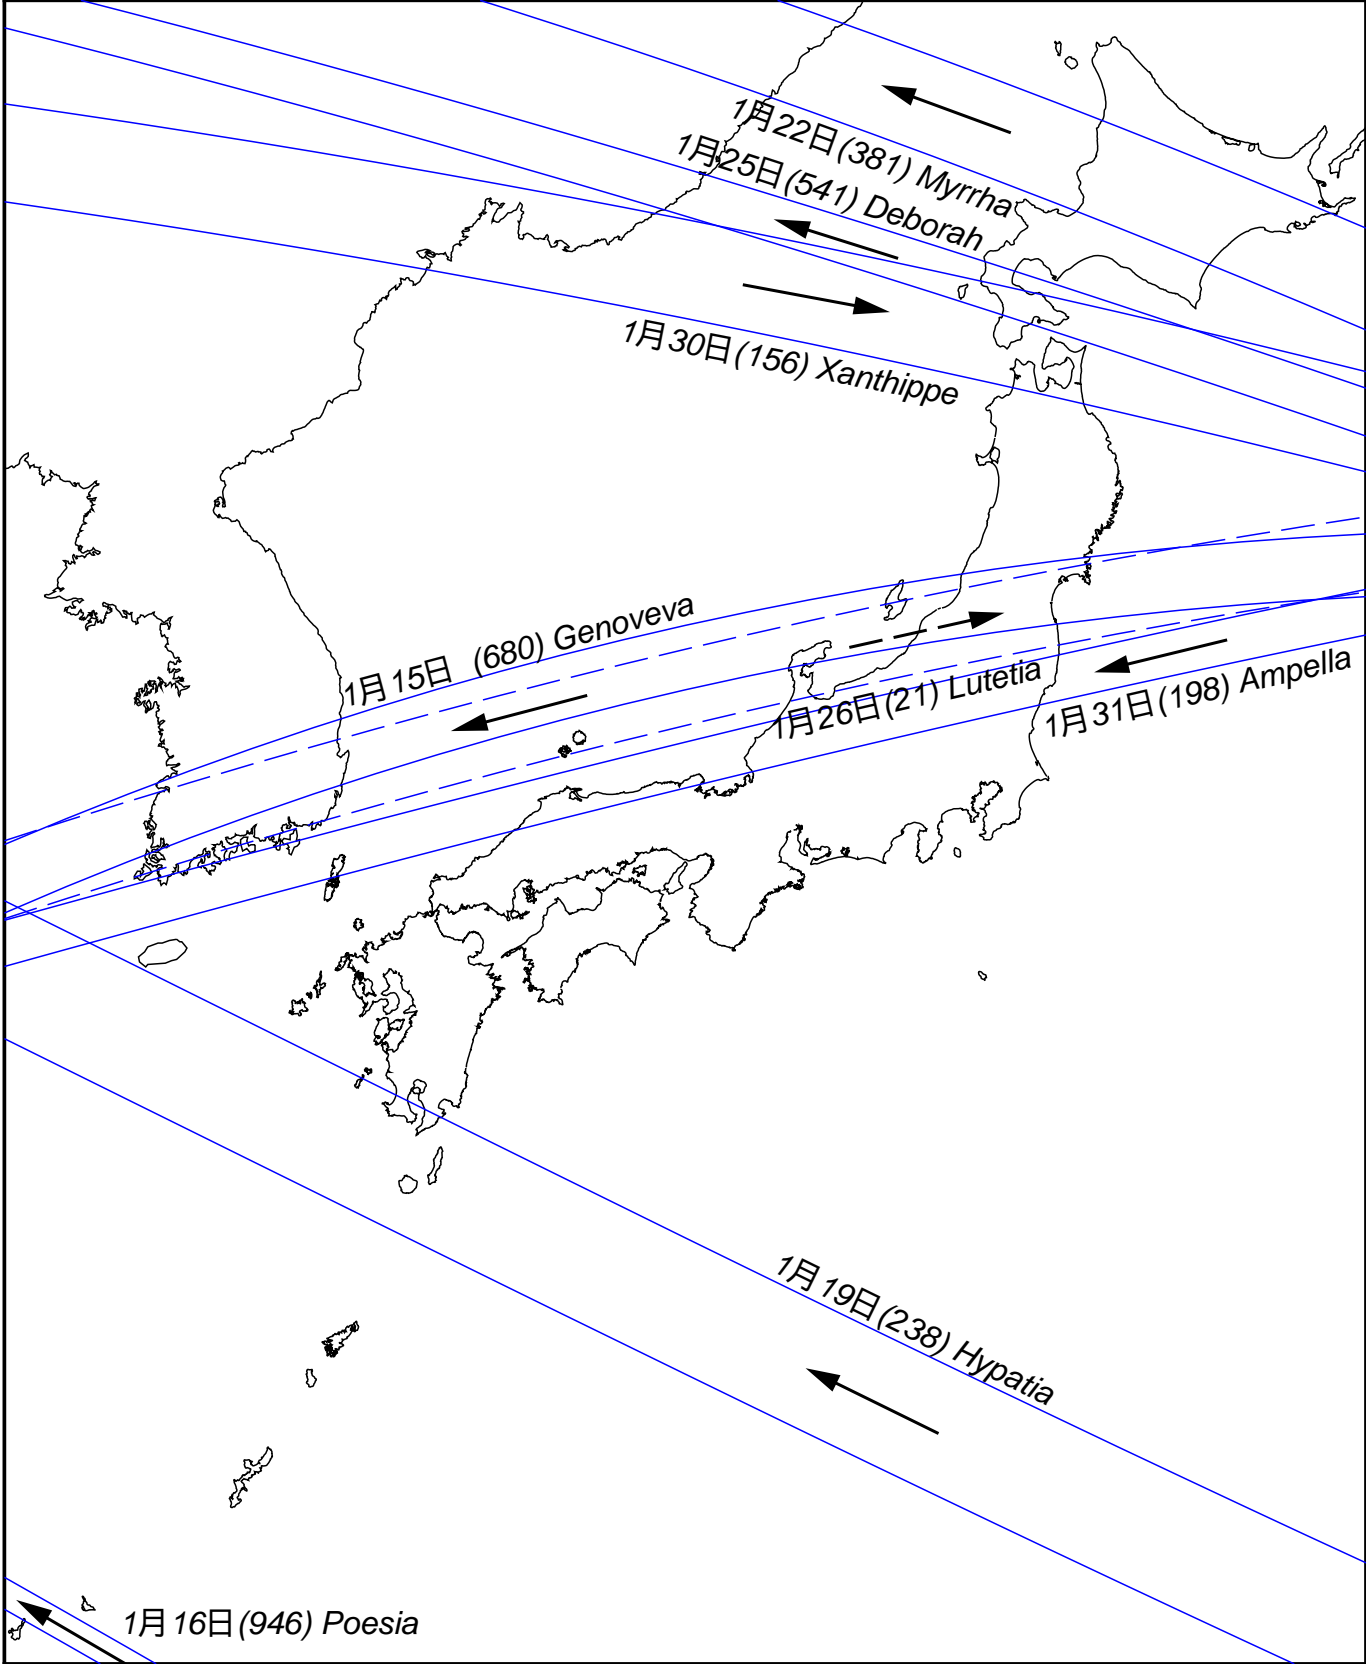 1月22日(381) Myrrha
1月25日(541) Deborah
1月30日(156) Xanthippe
1月15日 (680) Genoveva
1月26日(21) Lutetia
1月31日(198) Ampella
1月19日(238) Hypatia
1月16日(946) Poesia